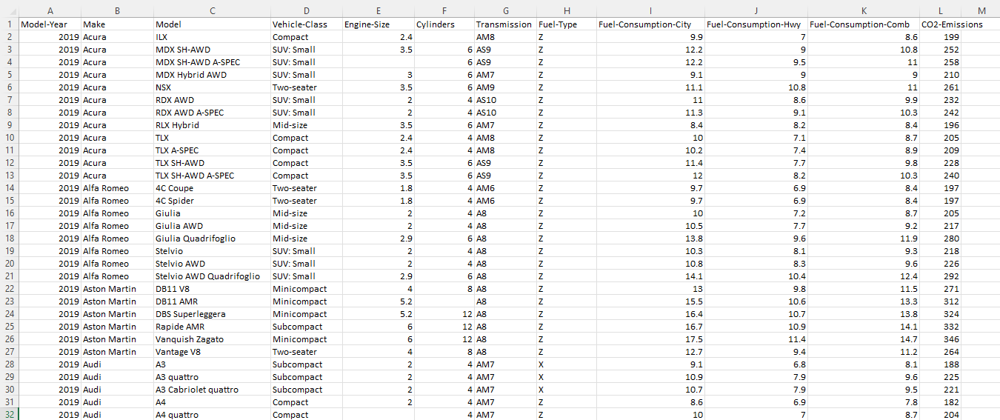 A B C D E F G H I J K L M
1 Model-Year Make Model Vehicle-Class Engine-Size Cylinders Transmission Fuel-Type Fuel-Consumption-City Fuel-Consumption-Hwy Fuel-Consumption-Comb CO2-Emissions
2 2019 Acura ILX Compact 2.4 AM8 Z 9.9 7 8.6 199
3 2019 Acura MDX SH-AWD SUV: Small 3.5 6 AS9 Z 12.2 9 10.8 252
4 2019 Acura MDX SH-AWD A-SPEC SUV: Small 6 AS9 Z 12.2 9.5 11 258
5 2019 Acura MDX Hybrid AWD SUV: Small 3 6 AM7 Z 9.1 9 9 210
6 2019 Acura NSX Two-seater 3.5 6 AM9 Z 11.1 10.8 11 261
7 2019 Acura RDX AWD SUV: Small 2 4 AS10 Z 11 8.6 9.9 232
8 2019 Acura RDX AWD A-SPEC SUV: Small 2 4 AS10 Z 11.3 9.1 10.3 242
9 2019 Acura RLX Hybrid Mid-size 3.5 6 AM7 Z 8.4 8.2 8.4 196
10 2019 Acura TLX Compact 2.4 4 AM8 Z 10 7.1 8.7 205
11 2019 Acura TLX A-SPEC Compact 2.4 4 AM8 Z 10.2 7.4 8.9 209
12 2019 Acura TLX SH-AWD Compact 3.5 6 AS9 Z 11.4 7.7 9.8 228
13 2019 Acura TLX SH-AWD A-SPEC Compact 3.5 6 AS9 Z 12 8.2 10.3 240
14 2019 Alfa Romeo 4C Coupe Two-seater 1.8 4 AM6 Z 9.7 6.9 8.4 197
15 2019 Alfa Romeo 4C Spider Two-seater 1.8 4 AM6 Z 9.7 6.9 8.4 197
16 2019 Alfa Romeo Giulia Mid-size 2 4 A8 Z 10 7.2 8.7 205
17 2019 Alfa Romeo Giulia AWD Mid-size 2 4 A8 Z 10.5 7.7 9.2 217
18 2019 Alfa Romeo Giulia Quadrifoglio Mid-size 2.9 6 A8 Z 13.8 9.6 11.9 280
19 2019 Alfa Romeo Stelvio SUV: Small 2 4 A8 Z 10.3 8.1 9.3 218
20 2019 Alfa Romeo Stelvio AWD SUV: Small 2 4 A8 Z 10.8 8.3 9.6 226
21 2019 Alfa Romeo Stelvio AWD Quadrifoglio SUV: Small 2.9 6 A8 Z 14.1 10.4 12.4 292
22 2019 Aston Martin DB11 V8 Minicompact 4 8 A8 Z 13 9.8 11.5 271
23 2019 Aston Martin DB11 AMR Minicompact 5.2 A8 Z 15.5 10.6 13.3 312
24 2019 Aston Martin DBS Superleggera Minicompact 5.2 12 A8 Z 16.4 10.7 13.8 324
25 2019 Aston Martin Rapide AMR Subcompact 6 12 A8 Z 16.7 10.9 14.1 332
26 2019 Aston Martin Vanquish Zagato Minicompact 6 12 A8 Z 17.5 11.4 14.7 346
27 2019 Aston Martin Vantage V8 Two-seater 4 8 A8 Z 12.7 9.4 11.2 264
28 2019 Audi A3 Subcompact 2 4 AM7 X 9.1 6.8 8.1 188
29 2019 Audi A3 quattro Subcompact 2 4 AM7 X 10.9 7.9 9.6 225
30 2019 Audi A3 Cabriolet quattro Subcompact 2 4 AM7 X 10.7 7.9 9.5 221
31 2019 Audi A4 Compact 2 4 AM7 Z 8.6 6.9 7.8 182
32 2019 Audi A4 quattro Compact 4 AM7 Z 10 7 8.7 204